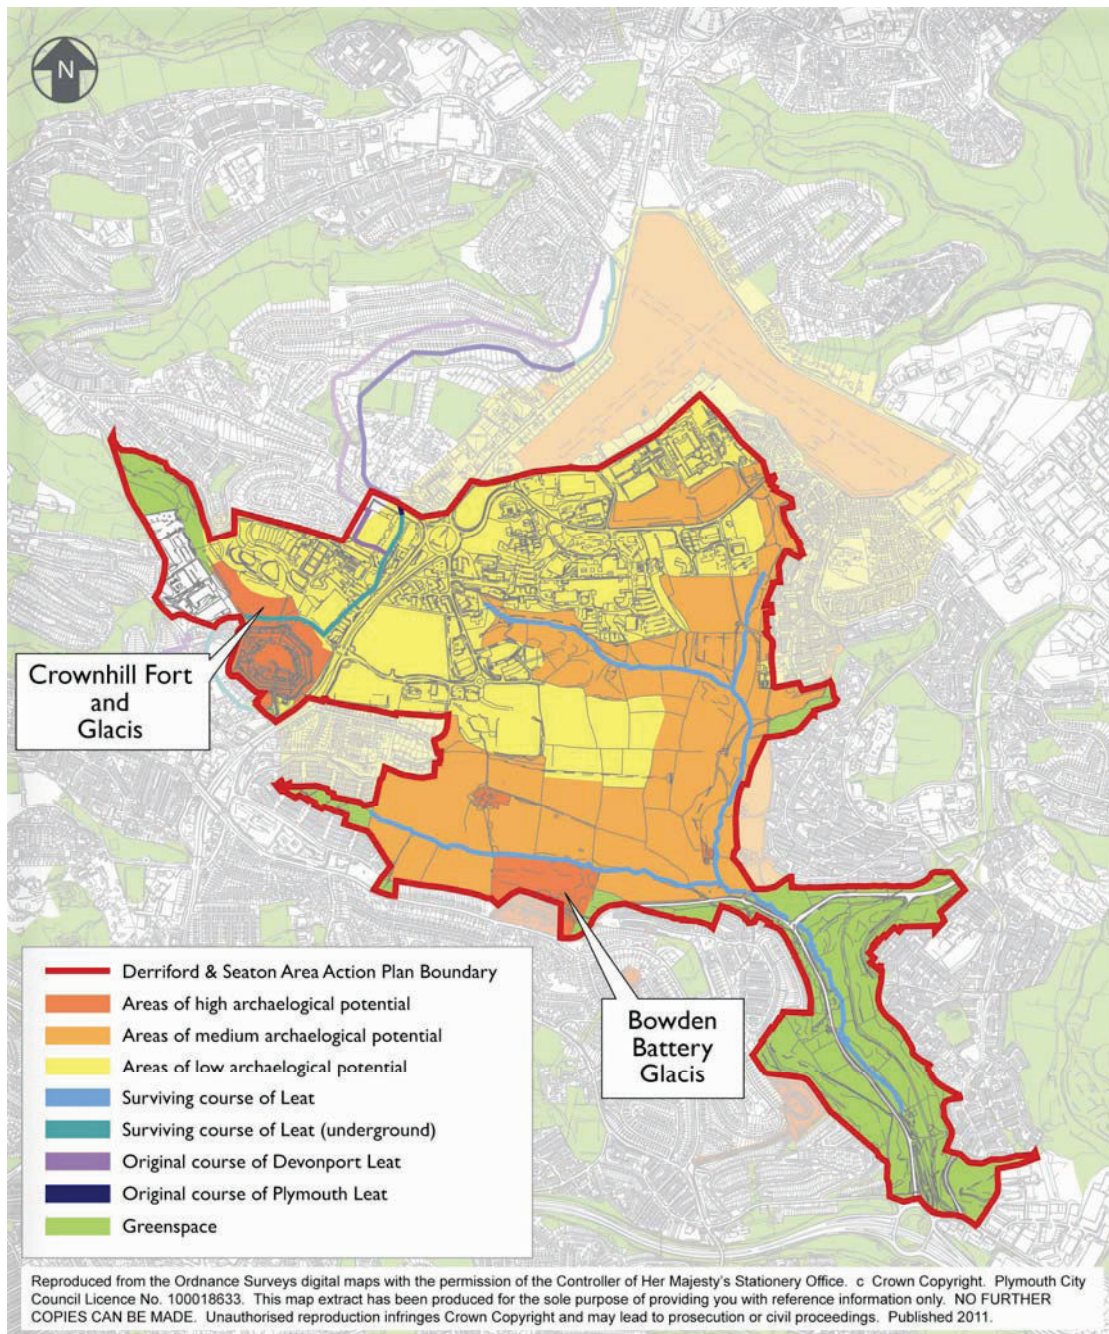 N
Crownhill Fort
and
Glacis
Bowden
Battery
Glacis
Derriford & Seaton Area Action Plan Boundary
Areas of high archaelogical potential
Areas of medium archaelogical potential
Areas of low archaelogical potential
Surviving course of Leat
Surviving course of Leat (underground)
Original course of Devonport Leat
Original course of Plymouth Leat
Greenspace
Reproduced from the Ordnance Surveys digital maps with the permission of the Controller of Her Majesty's Stationery Office. c Crown Copyright. Plymouth City
Council Licence No. 100018633. This map extract has been produced for the sole purpose of providing you with reference information only. NO FURTHER
COPIES CAN BE MADE. Unauthorised reproduction infringes Crown Copyright and may lead to prosecution or civil proceedings. Published 2011.